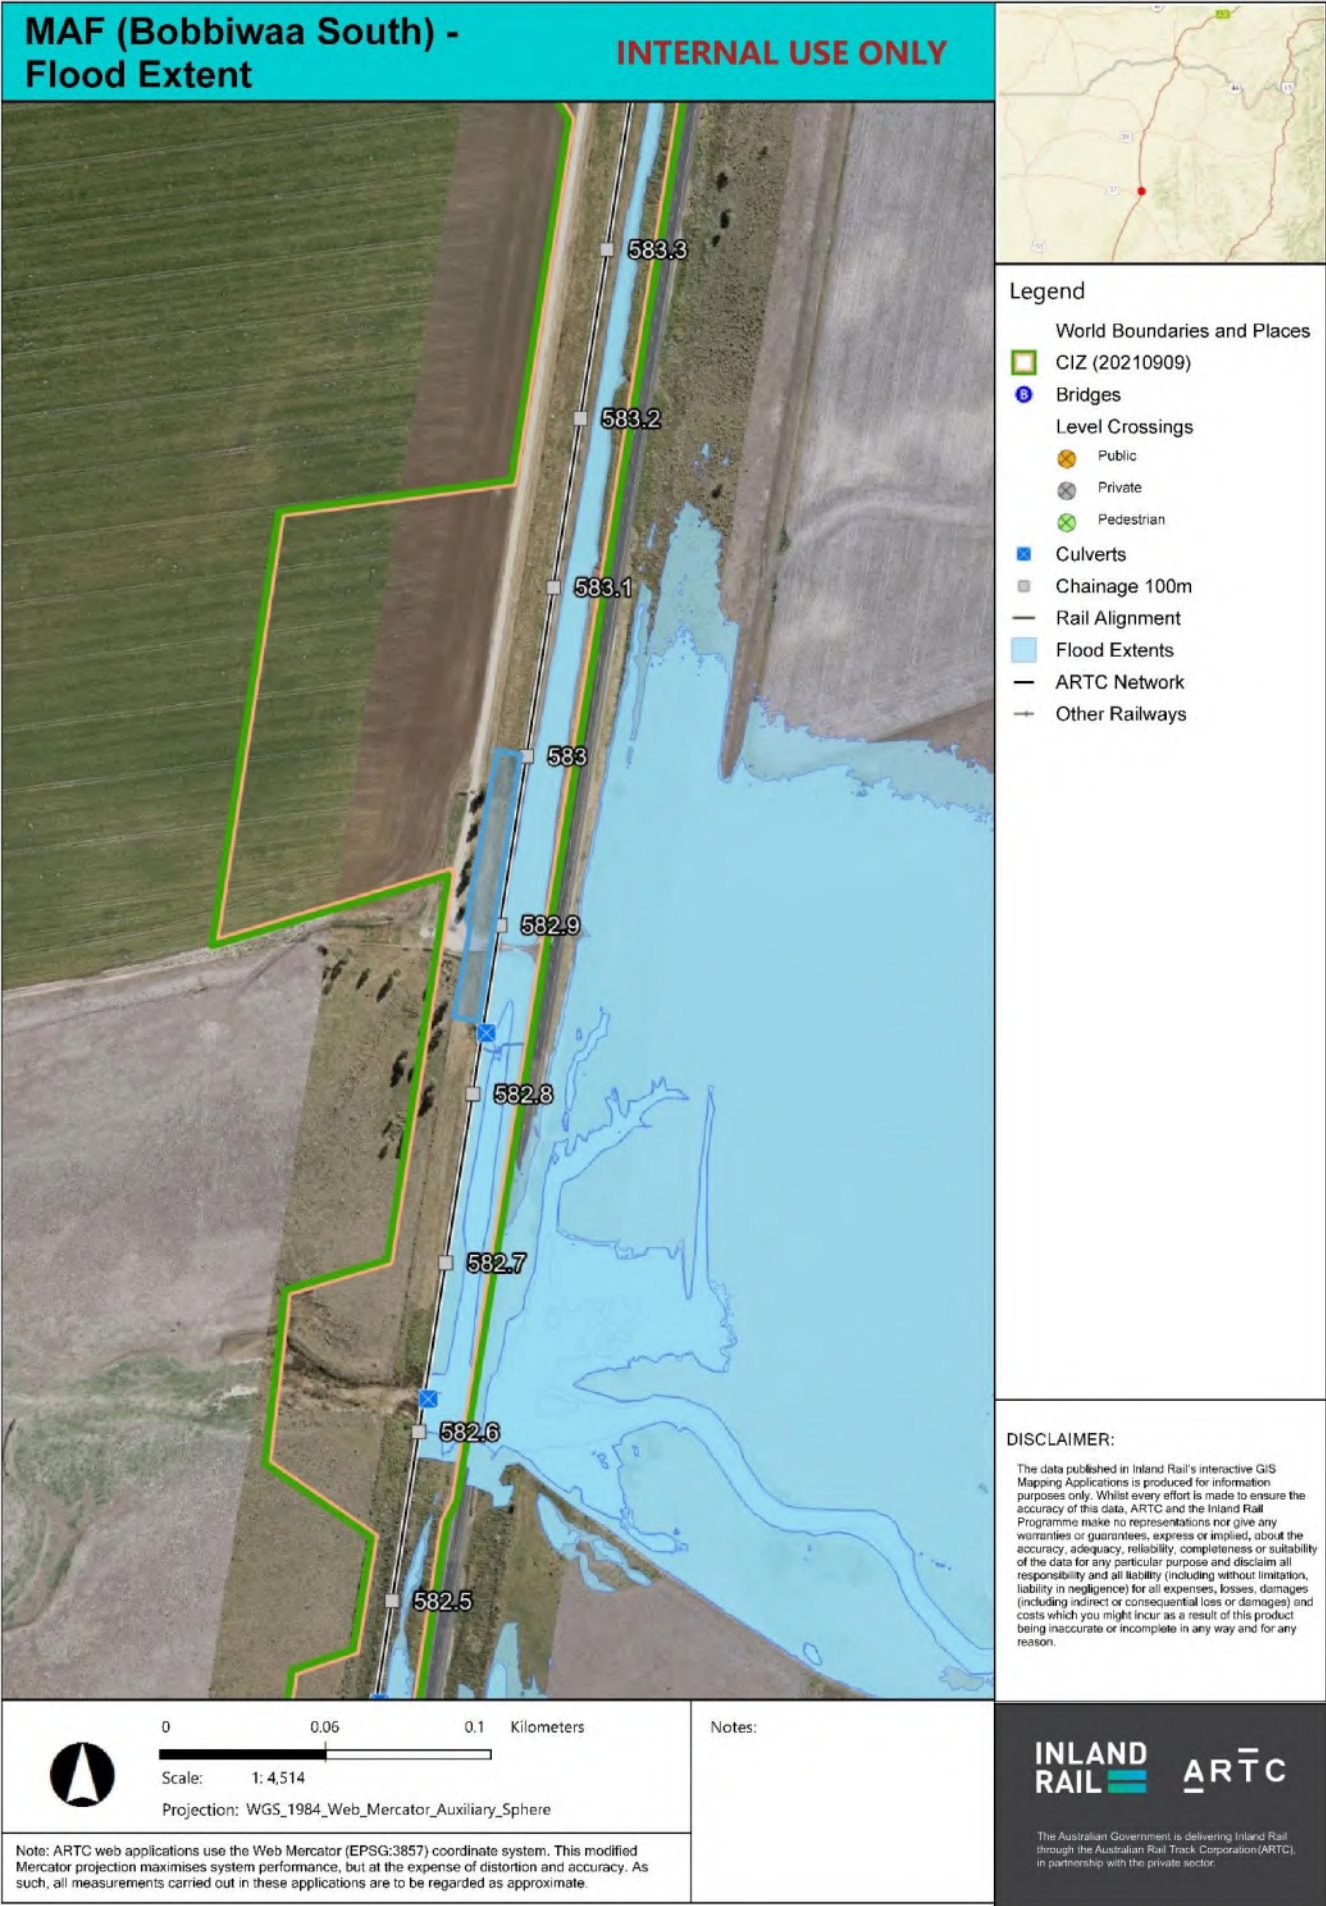 MAF (Bobbiwaa South) -
Flood Extent
INTERNAL USE ONLY
583.3
583.2
583.1
583
582.9
582.8
582.7
582.6
582.5
Legend
World Boundaries and Places
CIZ (20210909)
B
Bridges
Level Crossings
Public
Private
Pedestrian
Culverts
Chainage 100m
Rail Alignment
Flood Extents
ARTC Network
Other Railways
DISCLAIMER:
The data published in Inland Rail's interactive GIS
Mapping Applications is produced for information
purposes only. Whilst every effort is made to ensure the
accuracy of this data, ARTC and the Inland Rail
Programme make no representations nor give any
warranties or guarantees, express or implied, about the
accuracy, adequacy, reliability, completeness or suitability
of the data for any particular purpose and disclaim all
responsibility and all liability (including without limitation,
liability in negligence) for all expenses, losses, damages
(including indirect or consequential loss or damages) and
costs which you might incur as a result of this product
being inaccurate or incomplete in any way and for any
reason.
0 0.06 0.1 Kilometers
Scale: 1: 4,514
Projection: WGS_1984_Web_Mercator_Auxiliary_Sphere
Notes:
Note: ARTC web applications use the Web Mercator (EPSG:3857) coordinate system. This modified
Mercator projection maximises system performance, but at the expense of distortion and accuracy. As
such, all measurements carried out in these applications are to be regarded as approximate.
INLAND
RAIL
ARTC
The Australian Government is delivering Inland Rail
through the Australian Rail Track Corporation (ARTC),
in partnership with the private sector.